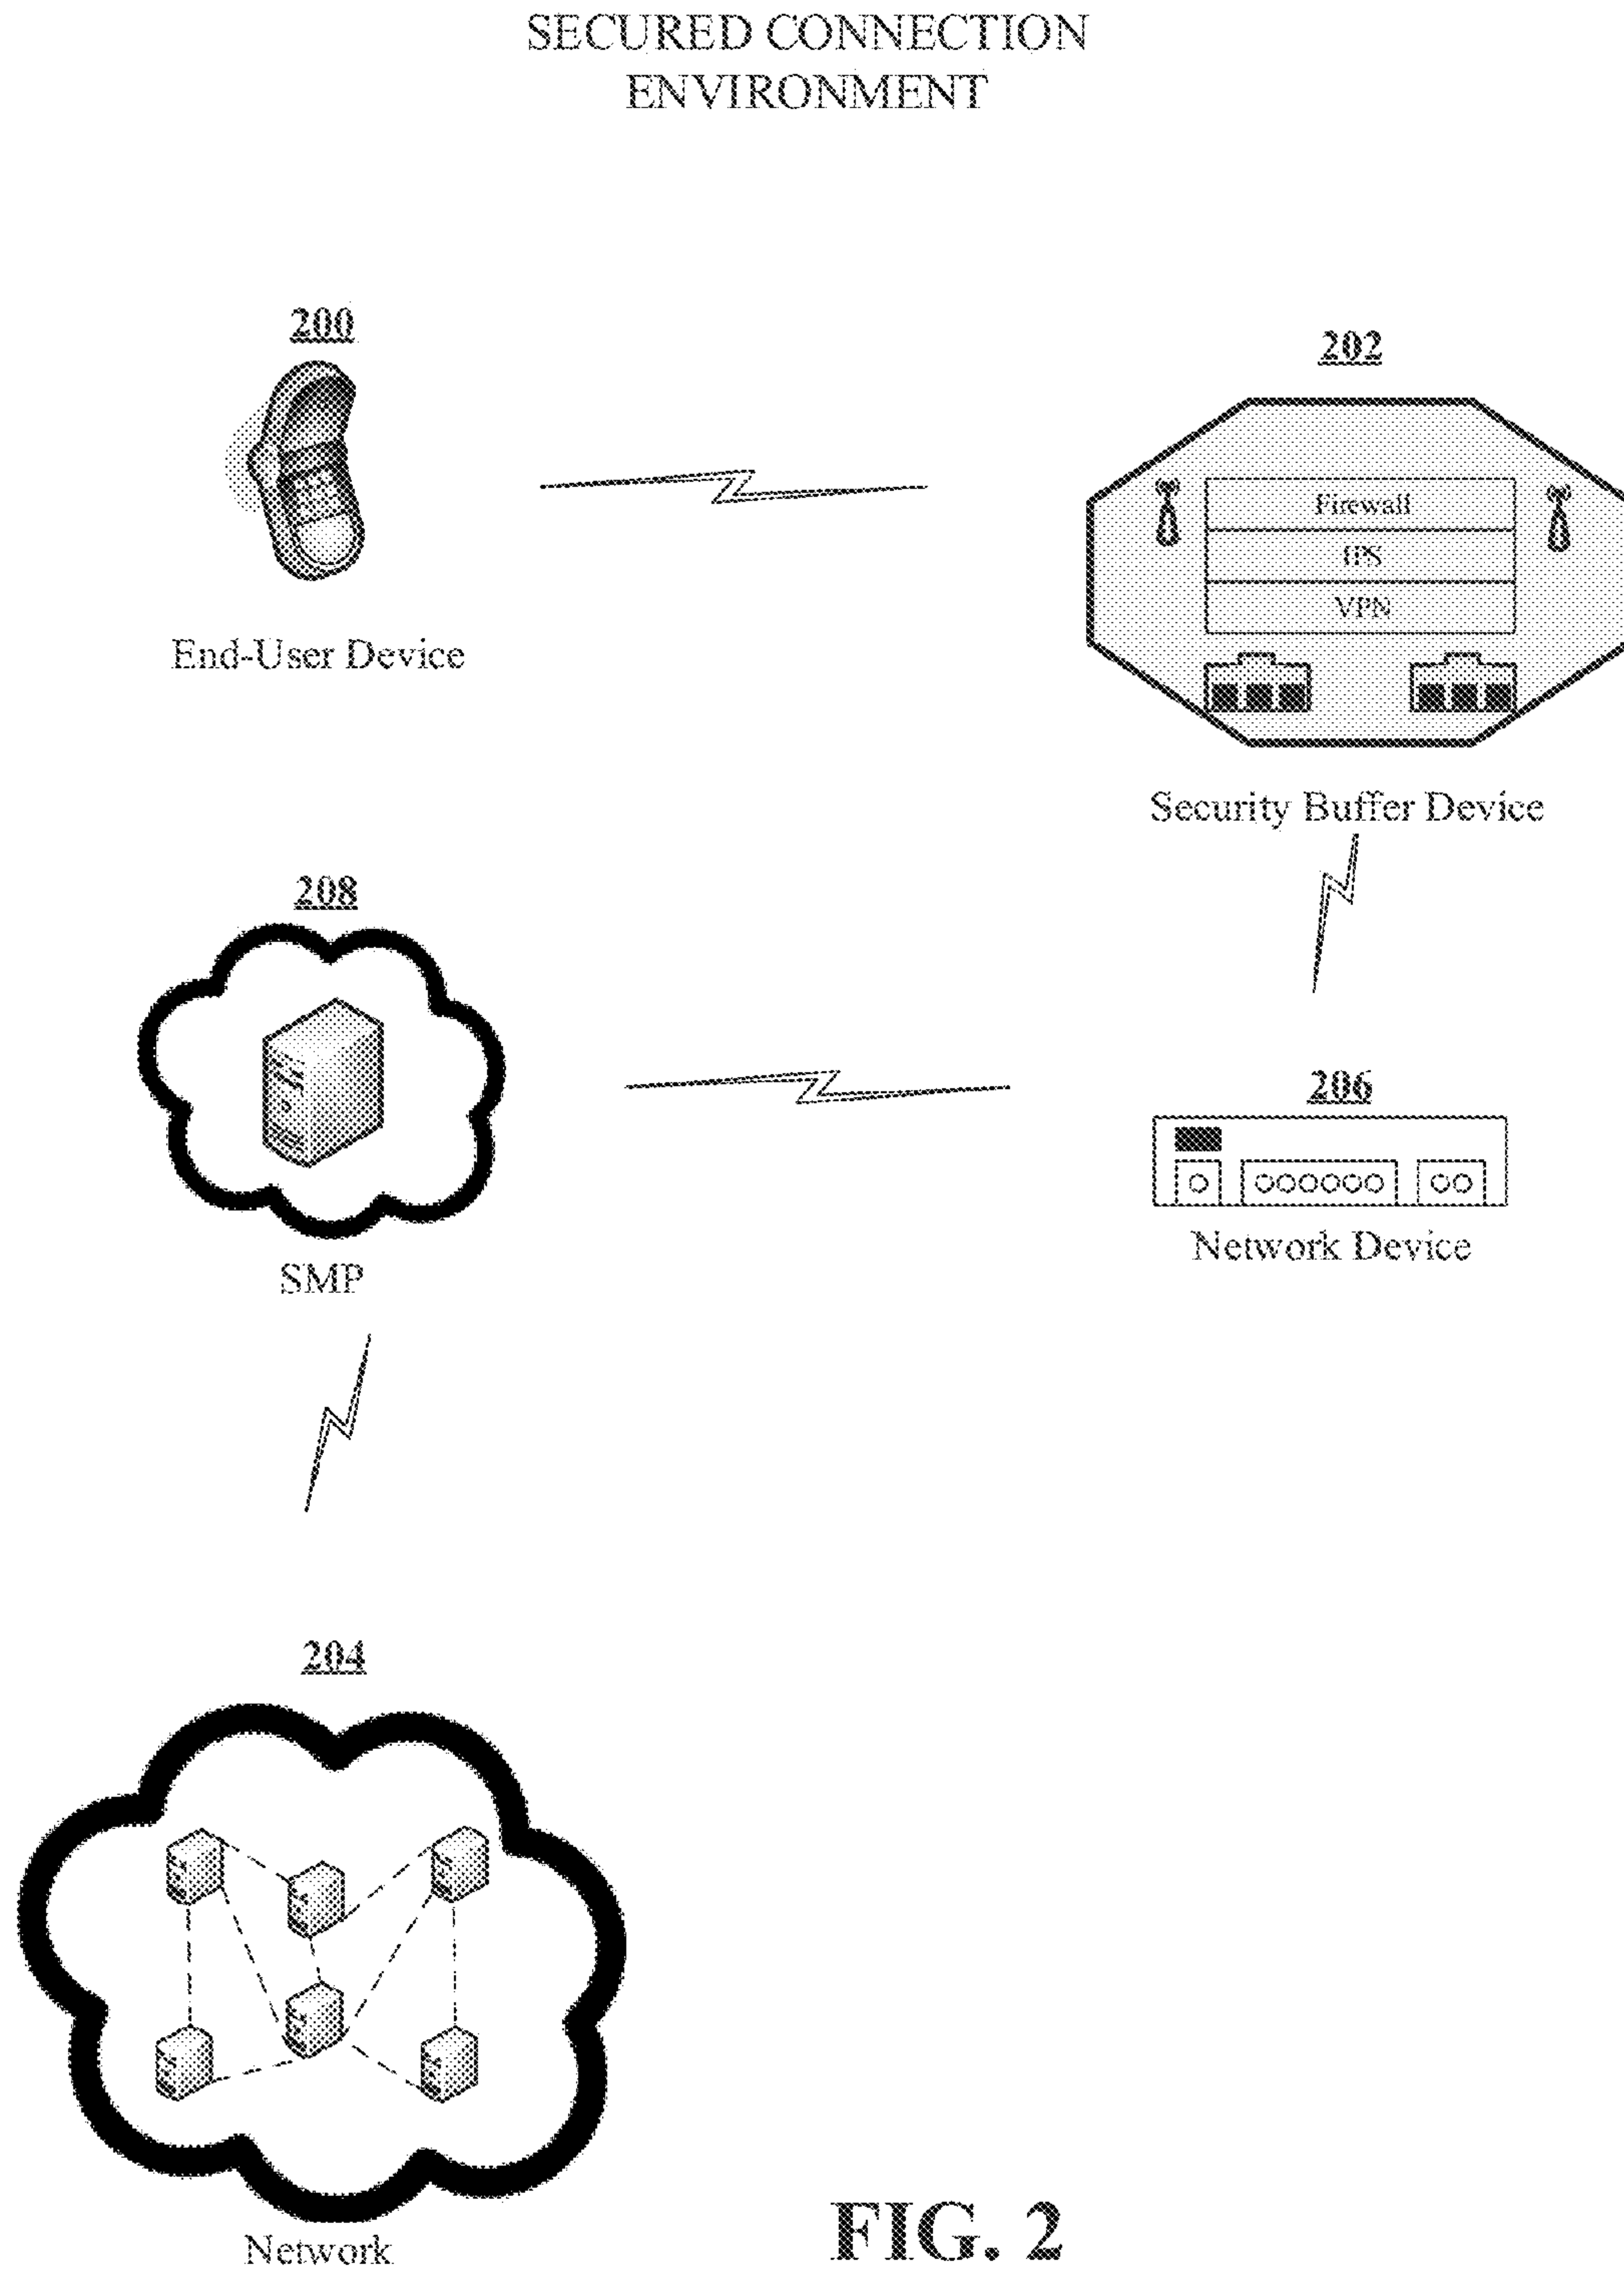 SECURED CONNECTION
ENVIRONMENT
200
End-User Device
202
Firewall
IPS
VPN
Security Buffer Device
208
SMP
206
Network Device
204
Network
FIG. 2